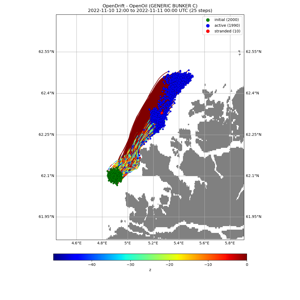 OpenDrift - OpenOil (GENERIC BUNKER C)
2022-11-10 12:00 to 2022-11-11 00:00 UTC (25 steps)
initial (2000)
active (1990)
stranded (10)
62.55°N 62.55°N
62.4°N 62.4°N
62.25°N 62.25°N
62.1°N 62.1°N
61.95°N 61.95°N
4.6°E 4.8°E 5°E 5.2°E 5.4°E 5.6°E 5.8°E
−40 −30 −20 −10 0
z